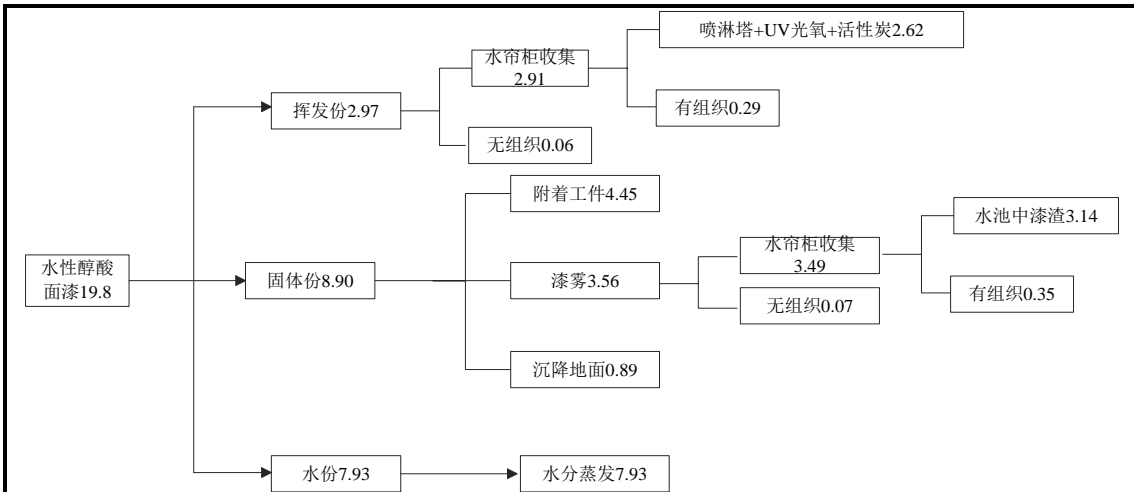 喷淋塔+UV光氧+活性炭2.62
水帘柜收集
2.91
挥发份2.97
有组织0.29
无组织0.06
附着工件4.45
水池中漆渣3.14
水帘柜收集
3.49
水性醇酸
面漆19.8
固体份8.90
漆雾3.56
有组织0.35
无组织0.07
沉降地面0.89
水份7.93
水分蒸发7.93